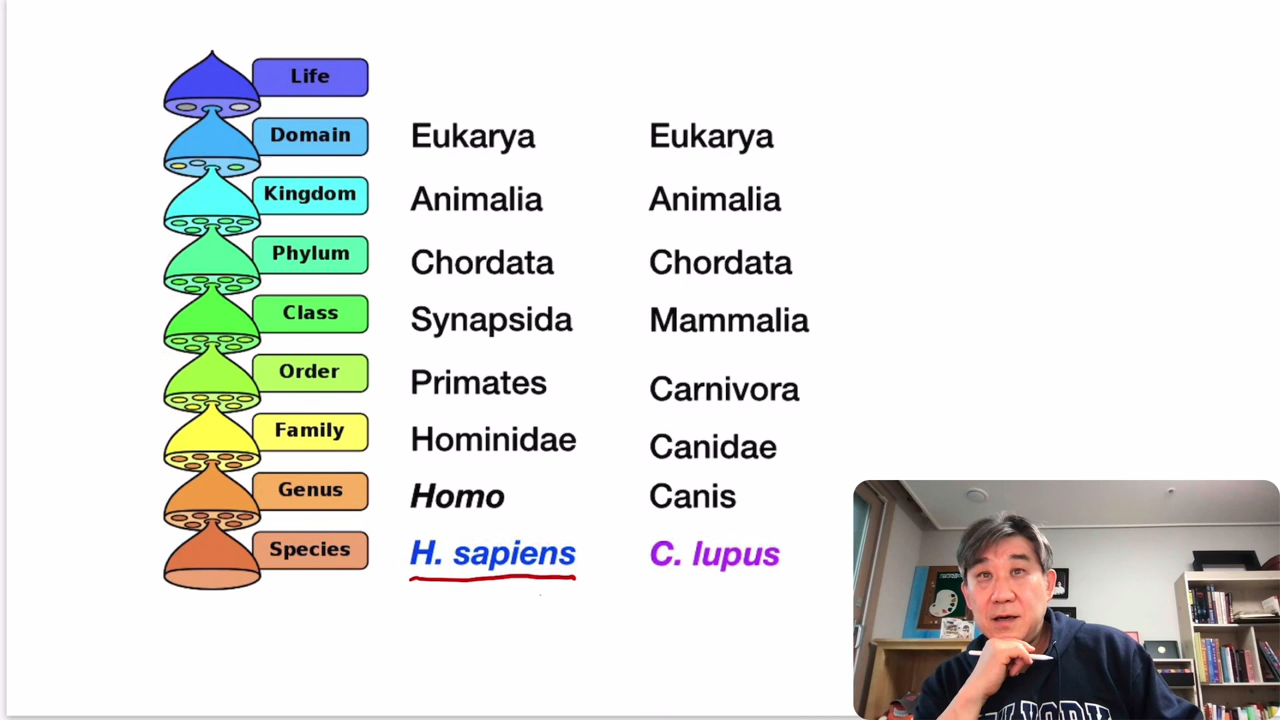 Life
Domain Eukarya Eukarya
Kingdom Animalia Animalia
Phylum Chordata Chordata
Class Synapsida Mammalia
Order Primates Carnivora
Family Hominidae Canidae
Genus Homo Canis
Species H. sapiens C. lupus